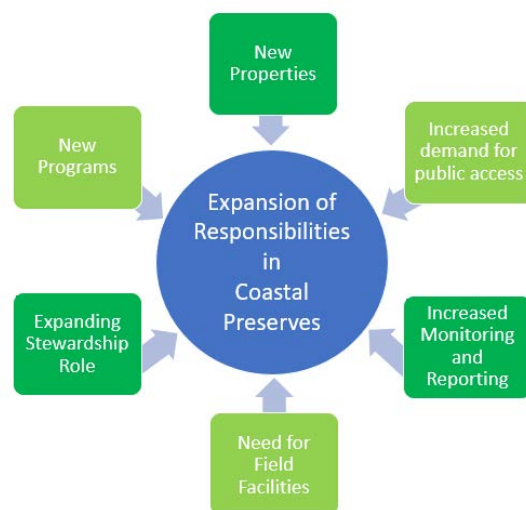 New
Properties
Increased
demand for
public access
Increased
Monitoring
and
Reporting
Need for
Field
Facilities
Expanding
Stewardship
Role
New
Programs
Expansion of
Responsibilities
in
Coastal
Preserves